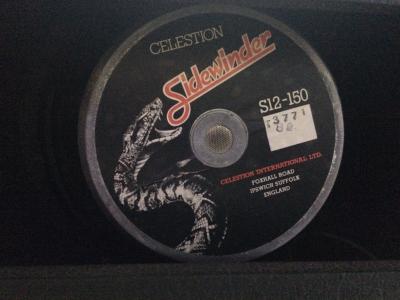 CELESTION
Sidewinder
S12-150
CELESTION INTERNATIONAL LTD.
FOXHALL ROAD
IPSWICH SUFFOLK
ENGLAND